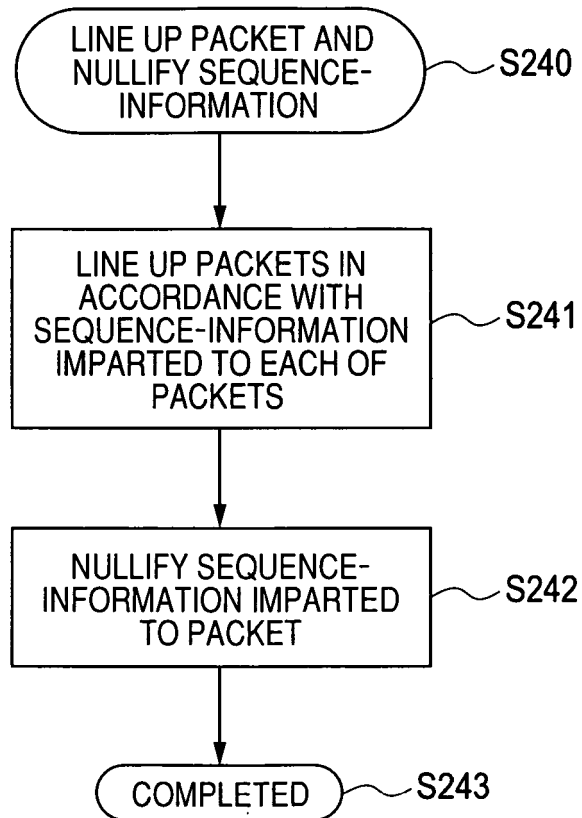 LINE UP PACKET AND
NULLIFY SEQUENCE-
INFORMATION
S240
LINE UP PACKETS IN
ACCORDANCE WITH
SEQUENCE-INFORMATION
IMPARTED TO EACH OF
PACKETS
S241
NULLIFY SEQUENCE-
INFORMATION IMPARTED
TO PACKET
S242
COMPLETED
S243